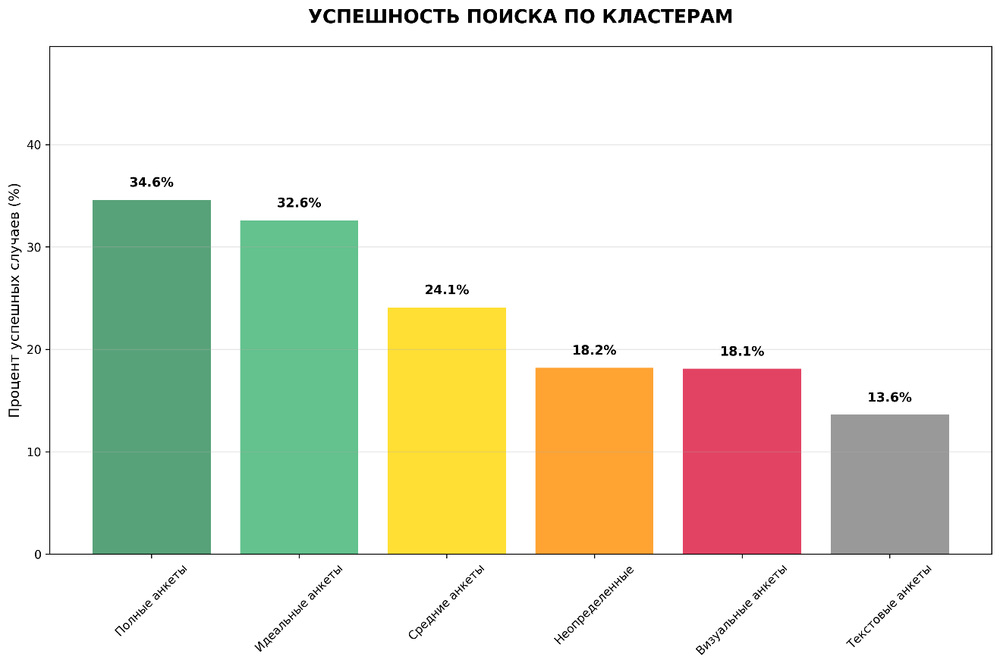 УСПЕШНОСТЬ ПОИСКА ПО КЛАСТЕРАМ
Процент успешных случаев (%)
40
30
20
10
0
34.6%
32.6%
24.1%
18.2%
18.1%
13.6%
Полные анкеты
Идеальные анкеты
Средние анкеты
Неопределенные
Визуальные анкеты
Текстовые анкеты